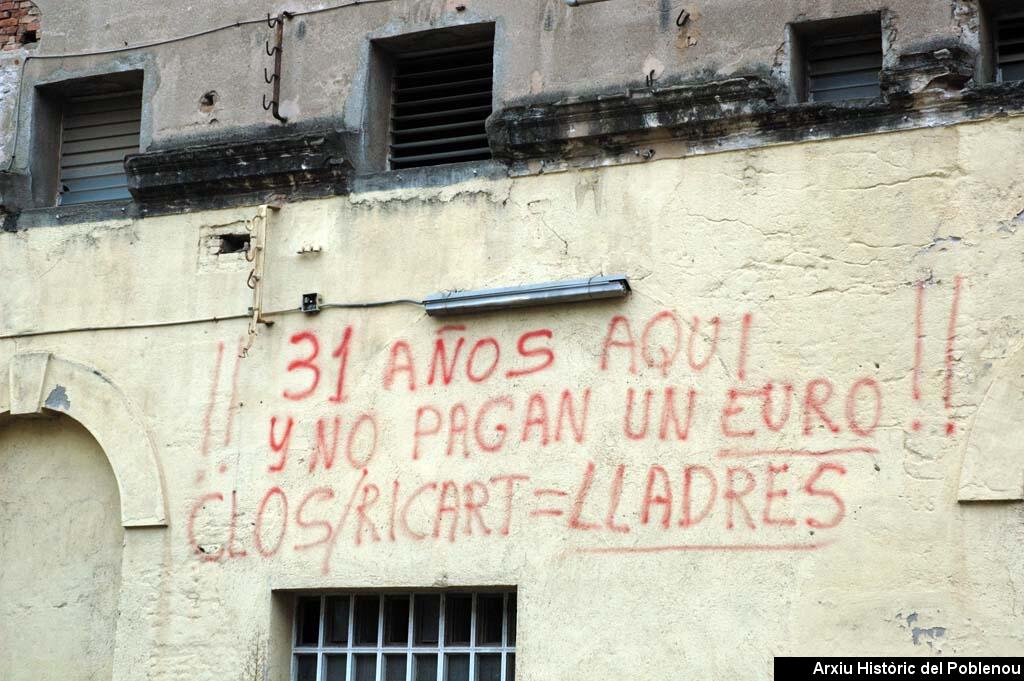 !! 31 AÑOS AQUI !!
Y NO PAGAN UN EURO
CLOS/RICART = LLADRES
Arxiu Històric del Poblenou